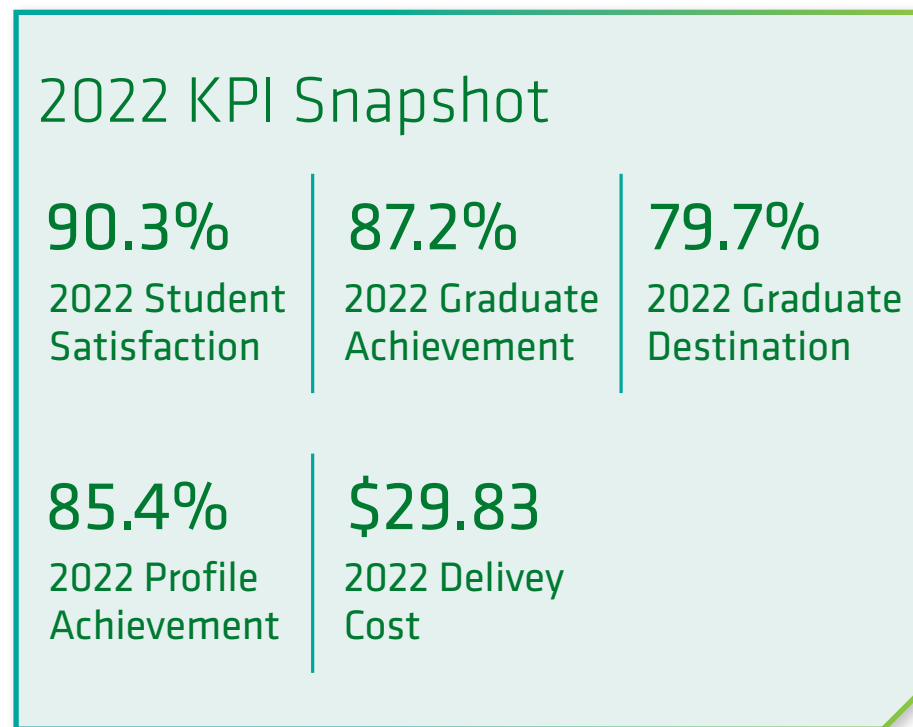 2022 KPI Snapshot
90.3%
2022 Student
Satisfaction
87.2%
2022 Graduate
Achievement
79.7%
2022 Graduate
Destination
85.4%
2022 Profile
Achievement
$29.83
2022 Delivey
Cost